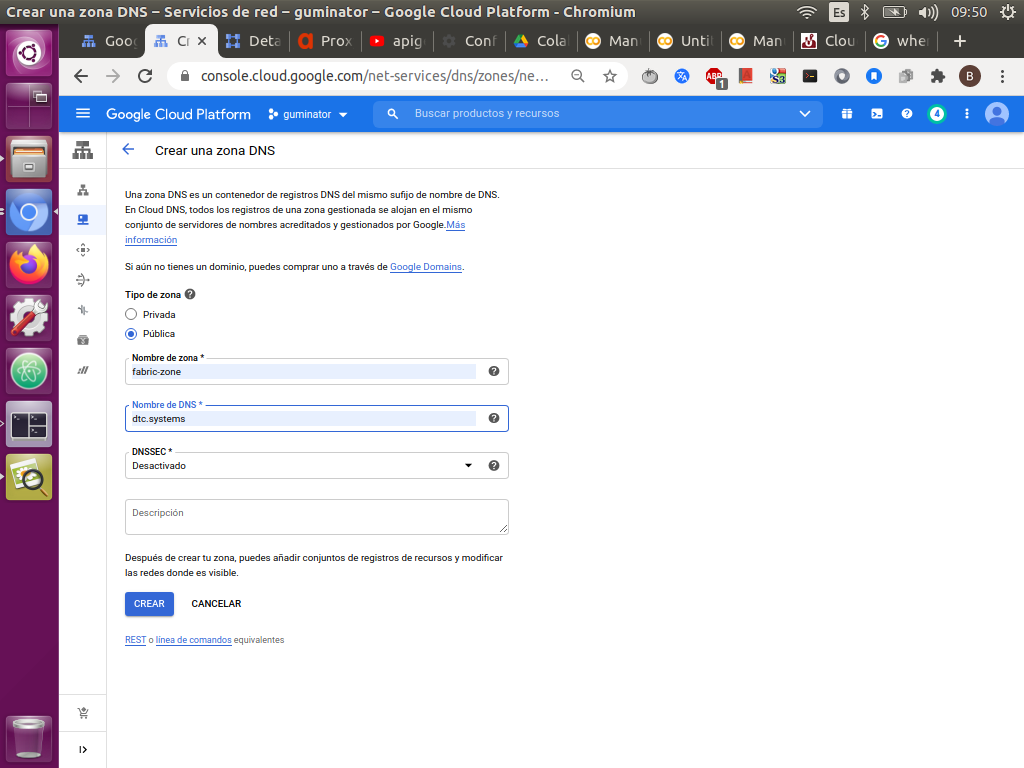 Crear una zona DNS – Servicios de red – guminator – Google Cloud Platform - Chromium
Es
09:50
Goo
Cr
Deta
Prox
apig
Conf
Cola
Man
Unti
Man
Clou
wher
console.cloud.google.com/net-services/dns/zones/ne...
ABP
1
S3
B
Google Cloud Platform
guminator
Buscar productos y recursos
4
Crear una zona DNS
Una zona DNS es un contenedor de registros DNS del mismo sufijo de nombre de DNS.
En Cloud DNS, todos los registros de una zona gestionada se alojan en el mismo
conjunto de servidores de nombres acreditados y gestionados por Google.Más
información
Si aún no tienes un dominio, puedes comprar uno a través de Google Domains.
Tipo de zona
Privada
Pública
Nombre de zona *
fabric-zone
Nombre de DNS *
dtc.systems
DNSSEC *
Desactivado
Descripción
Después de crear tu zona, puedes añadir conjuntos de registros de recursos y modificar
las redes donde es visible.
CREAR
CANCELAR
REST o línea de comandos equivalentes